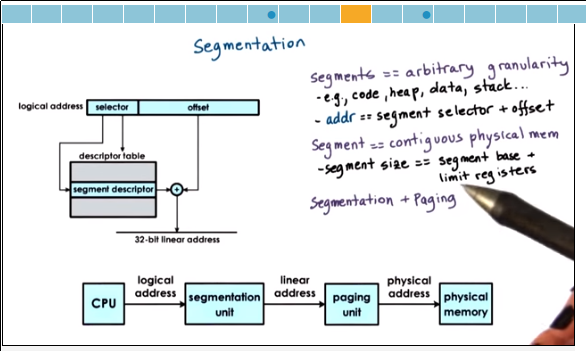 Segmentation
segments == arbitrary granularity
-e.g., code, heap, data, stack...
- addr == segment selector + offset
Segment == contiguous physical mem
-segment size == segment base +
limit registers
Segmentation + Paging
logical address
selector
offset
descriptor table
segment descriptor
+
32-bit linear address
CPU
logical
address
segmentation
unit
linear
address
paging
unit
physical
address
physical
memory